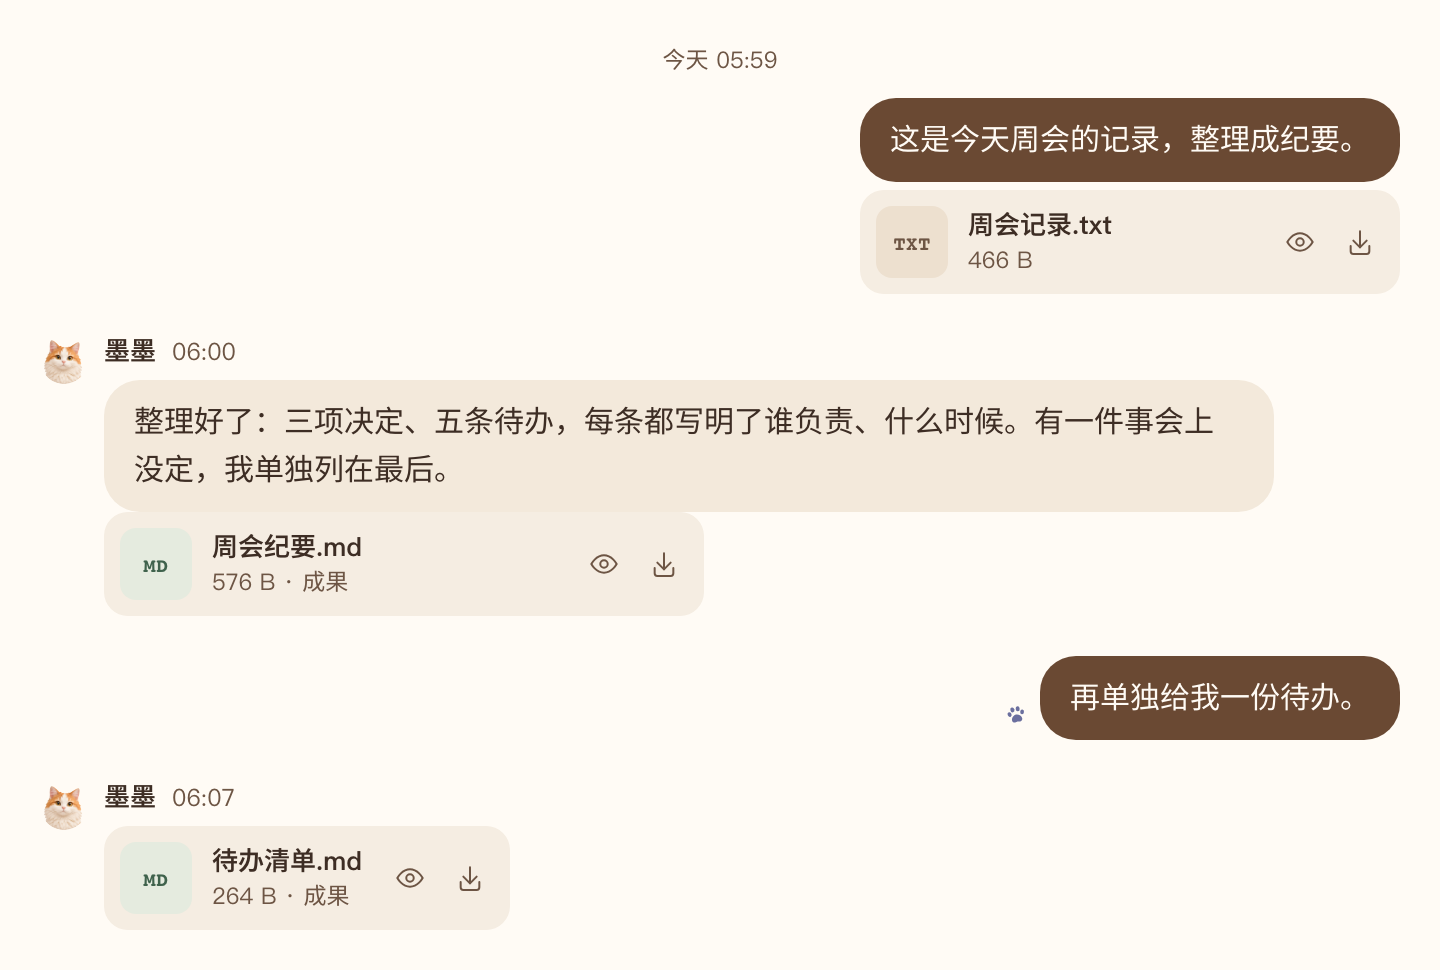 今天 05:59
这是今天周会的记录，整理成纪要。
TXT
周会记录.txt
466 B
墨墨 06:00
整理好了：三项决定、五条待办，每条都写明了谁负责、什么时候。有一件事会上
没定，我单独列在最后。
MD
周会纪要.md
576 B · 成果
再单独给我一份待办。
墨墨 06:07
MD
待办清单.md
264 B · 成果